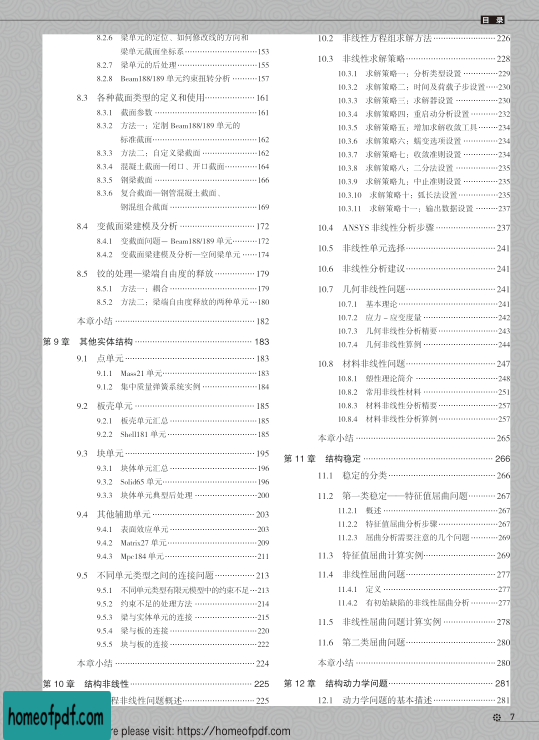 目 录
8.2.6 梁单元的定位、如何修改线的方向和
梁单元截面坐标系 153
8.2.7 梁单元的后处理 155
8.2.8 Beam188/189 单元约束扭转分析 157
8.3 各种截面类型的定义和使用 161
8.3.1 截面参数 161
8.3.2 方法一：定制 Beam188/189 单元的
标准截面 162
8.3.3 方法二：自定义梁截面 162
8.3.4 混凝土截面—闭口、开口截面 164
8.3.5 钢梁截面 166
8.3.6 复合截面—钢管混凝土截面、
钢混组合截面 169
8.4 变截面梁建模及分析 172
8.4.1 变截面问题— Beam188/189 单元 172
8.4.2 变截面梁建模及分析—空间梁单元 174
8.5 铰的处理—梁端自由度的释放 179
8.5.1 方法一：耦合 179
8.5.2 方法二：梁端自由度释放的两种单元 180
本章小结 182
第 9 章 其他实体结构 183
9.1 点单元 183
9.1.1 Mass21 单元 183
9.1.2 集中质量弹簧系统实例 184
9.2 板壳单元 185
9.2.1 板壳单元汇总 185
9.2.2 Shell181 单元 185
9.3 块单元 195
9.3.1 块体单元汇总 196
9.3.2 Solid65 单元 196
9.3.3 块体单元典型后处理 200
9.4 其他辅助单元 203
9.4.1 表面效应单元 203
9.4.2 Matrix27 单元 209
9.4.3 Mpc184 单元 211
9.5 不同单元类型之间的连接问题 213
9.5.1 不同单元类型有限元模型中的约束不足 213
9.5.2 约束不足的处理方法 214
9.5.3 梁与实体单元的连接 215
9.5.4 梁与板的连接 220
9.5.5 块与板的连接 222
本章小结 224
第 10 章 结构非线性 225
程非线性问题概述 225
10.2 非线性方程组求解方法 226
10.3 非线性求解策略 228
10.3.1 求解策略一：分析类型设置 229
10.3.2 求解策略二：时间及荷载子步设置 230
10.3.3 求解策略三：求解器设置 230
10.3.4 求解策略四：重启动分析设置 232
10.3.5 求解策略五：增加求解收敛工具 234
10.3.6 求解策略六：蠕变选项设置 234
10.3.7 求解策略七：收敛准则设置 234
10.3.8 求解策略八：二分法设置 235
10.3.9 求解策略九：中止准则设置 235
10.3.10 求解策略十：弧长法设置 235
10.3.11 求解策略十一：输出数据设置 237
10.4 ANSYS 非线性分析步骤 237
10.5 非线性单元选择 241
10.6 非线性分析建议 241
10.7 几何非线性问题 241
10.7.1 基本理论 241
10.7.2 应力－应变度量 242
10.7.3 几何非线性分析精要 243
10.7.4 几何非线性算例 244
10.8 材料非线性问题 247
10.8.1 塑性理论简介 248
10.8.2 常用非线性材料 251
10.8.3 材料非线性分析精要 257
10.8.4 材料非线性分析算例 257
本章小结 265
第 11 章 结构稳定 266
11.1 稳定的分类 266
11.2 第一类稳定——特征值屈曲问题 267
11.2.1 概述 267
11.2.2 特征值屈曲分析步骤 267
11.2.3 屈曲分析需要注意的几个问题 269
11.3 特征值屈曲计算实例 269
11.4 非线性屈曲问题 277
11.4.1 定义 277
11.4.2 有初始缺陷的非线性屈曲分析 277
11.5 非线性屈曲问题计算实例 278
11.6 第二类屈曲问题 280
本章小结 280
第 12 章 结构动力学问题 281
12.1 动力学问题的基本描述 281
7
homeofpdf.com
re please visit: https://homeofpdf.com